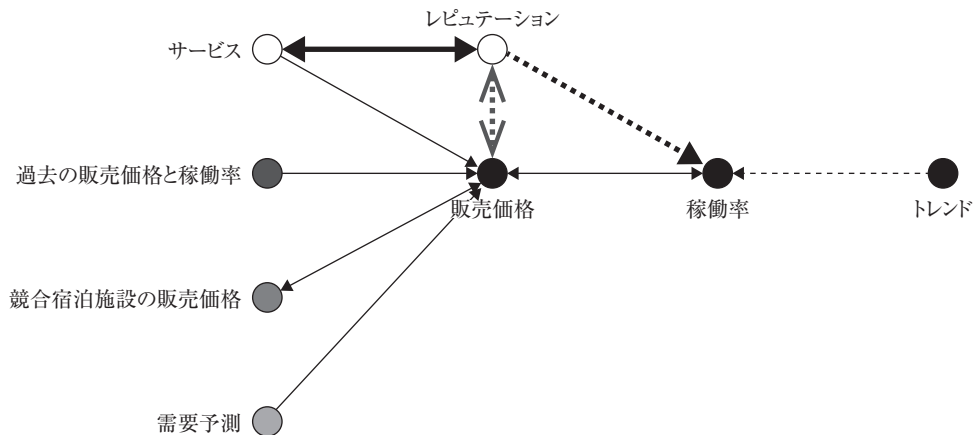 レピュテーション
サービス
過去の販売価格と稼働率
販売価格
稼働率
トレンド
競合宿泊施設の販売価格
需要予測